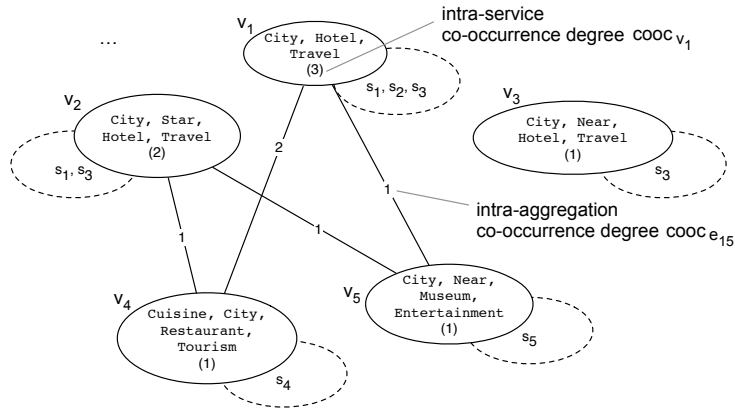 intra-service
co-occurrence degree cooc v1
...
v1
City, Hotel,
Travel
(3)
s1, s2, s3
v2
City, Star,
Hotel, Travel
(2)
s1, s3
v3
City, Near,
Hotel, Travel
(1)
s3
2
1
intra-aggregation
co-occurrence degree cooc e15
1
1
v4
Cuisine, City,
Restaurant,
Tourism
(1)
s4
v5
City, Near,
Museum,
Entertainment
(1)
s5